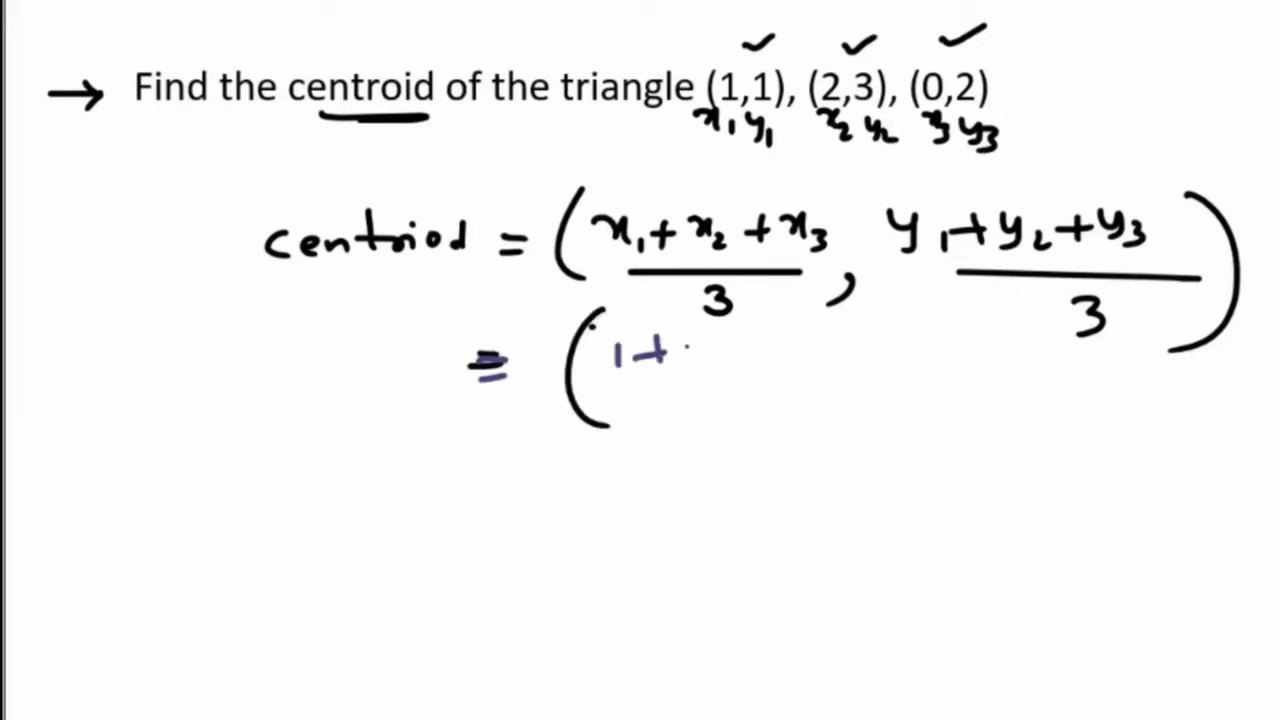 → Find the centroid of the triangle (1,1), (2,3), (0,2)
x₁ y₁ x₂ y₂ x₃ y₃
centriod = ( x₁+x₂+x₃ / 3 , y₁+y₂+y₃ / 3 )
= ( 1+